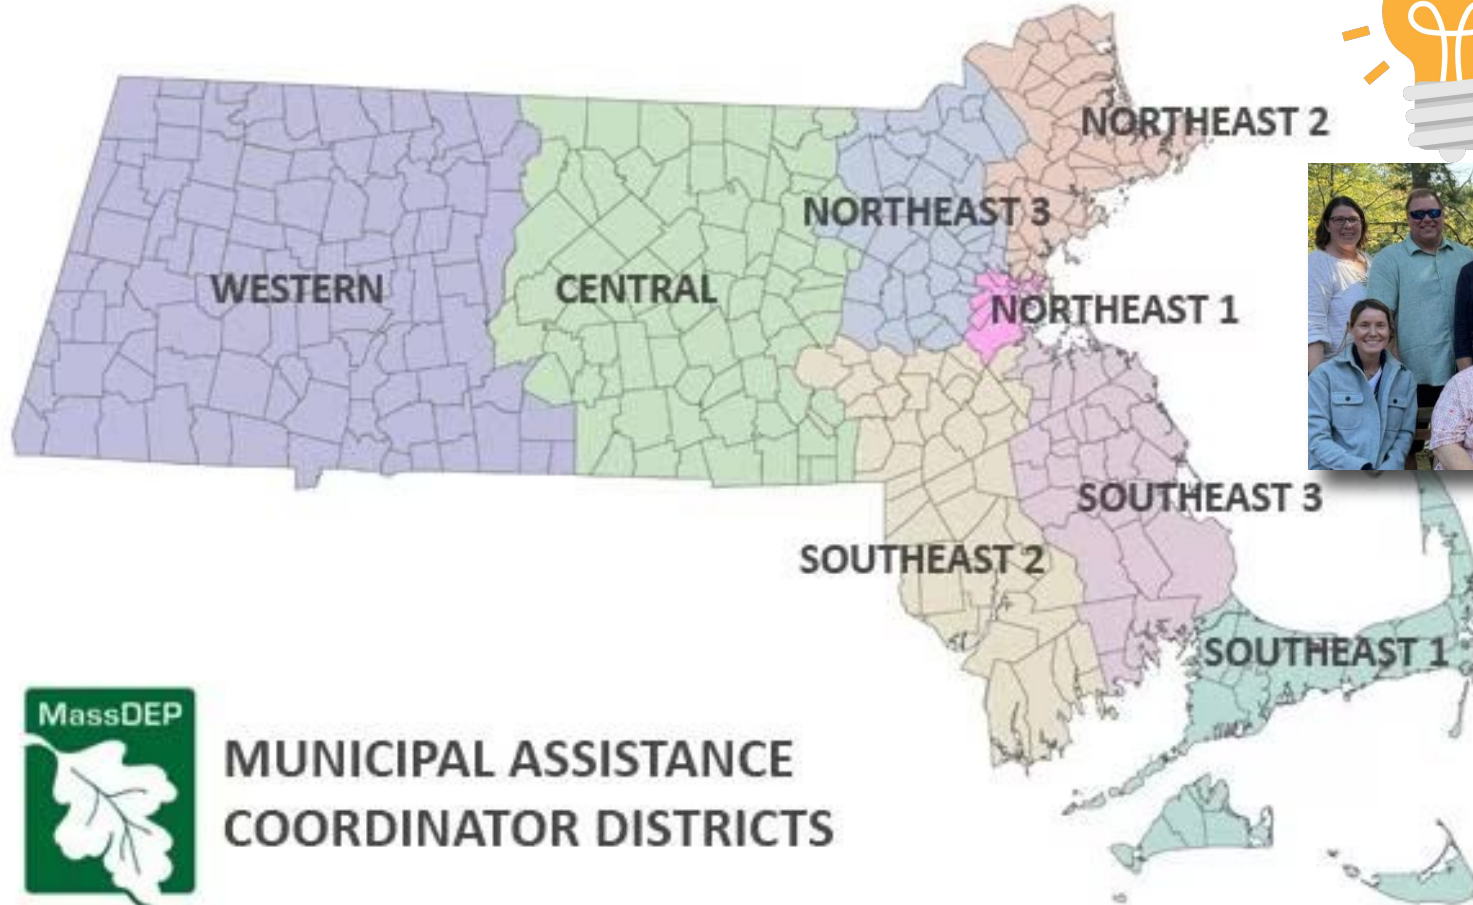 NORTHEAST 2
NORTHEAST 3
WESTERN
CENTRAL
NORTHEAST 1
SOUTHEAST 3
SOUTHEAST 2
SOUTHEAST 1
MassDEP
MUNICIPAL ASSISTANCE
COORDINATOR DISTRICTS